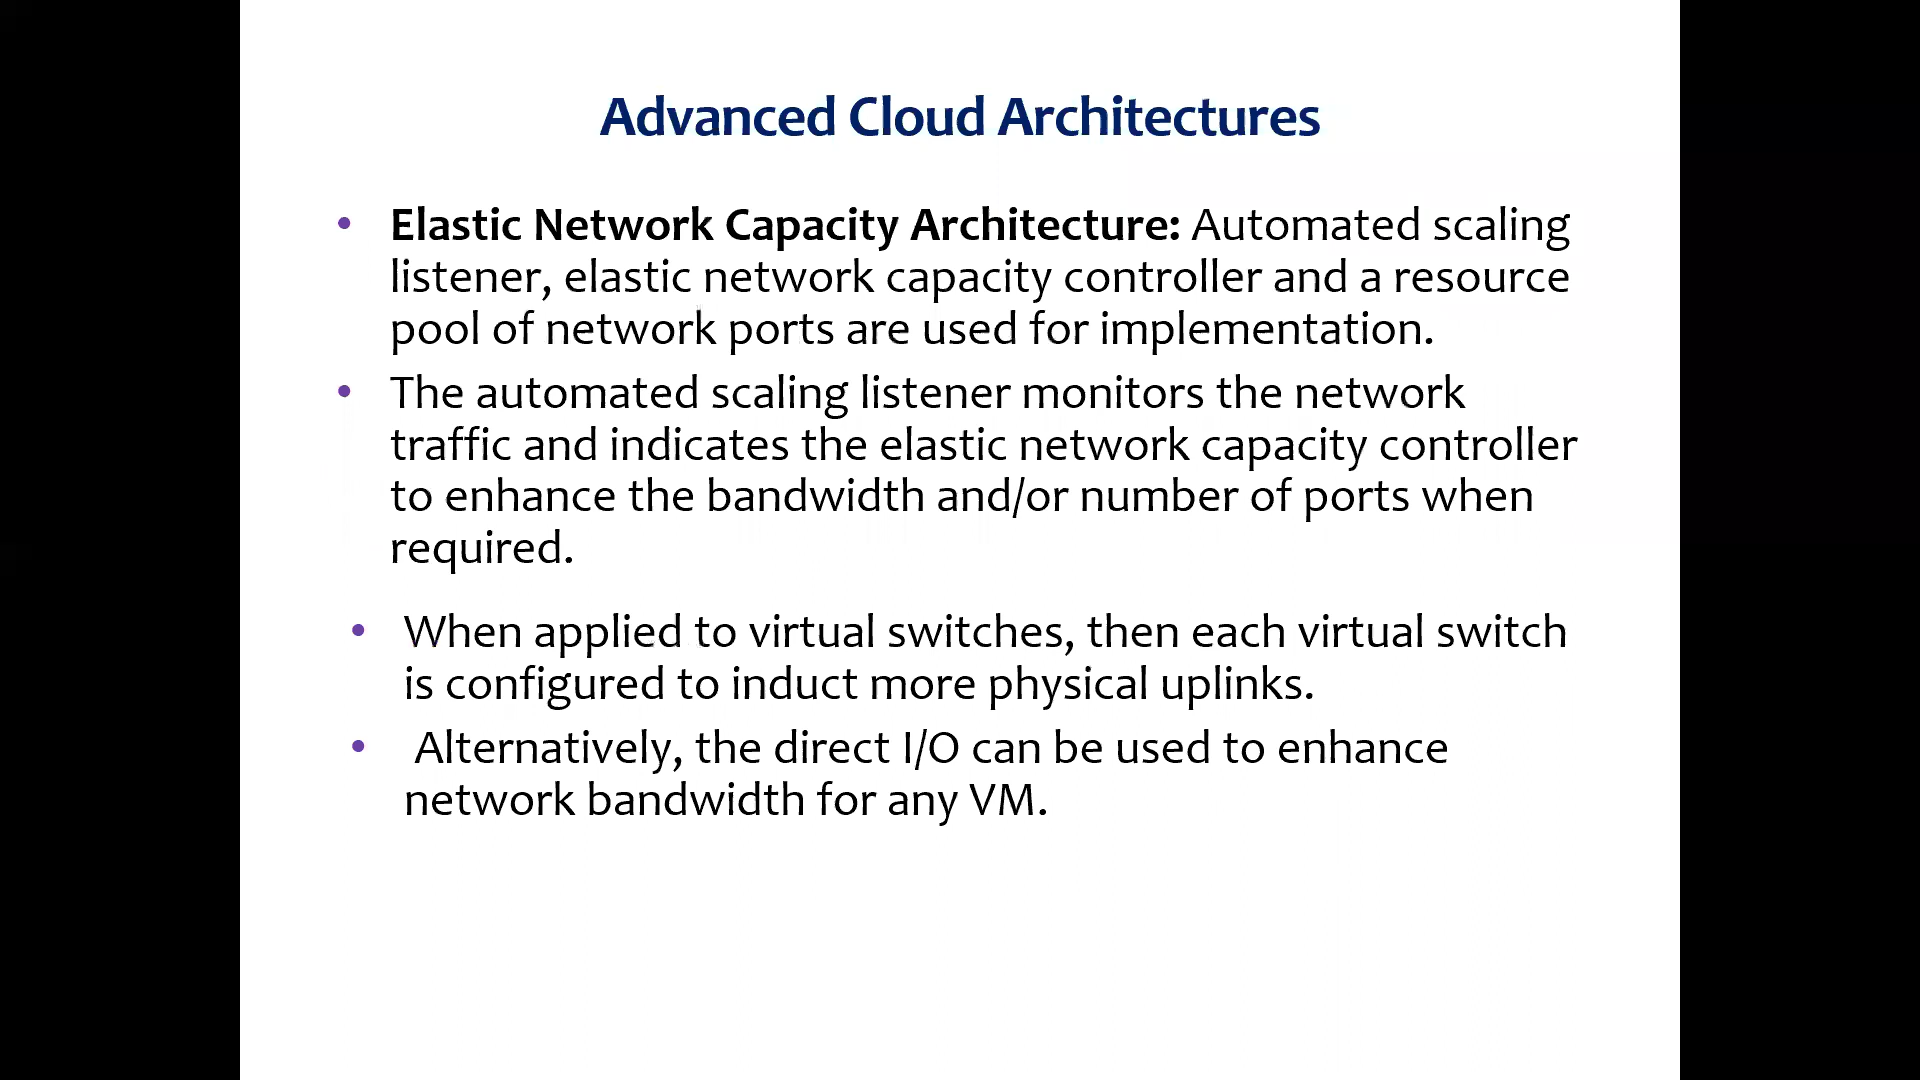 Advanced Cloud Architectures
• Elastic Network Capacity Architecture: Automated scaling
listener, elastic network capacity controller and a resource
pool of network ports are used for implementation.
• The automated scaling listener monitors the network
traffic and indicates the elastic network capacity controller
to enhance the bandwidth and/or number of ports when
required.
• When applied to virtual switches, then each virtual switch
is configured to induct more physical uplinks.
• Alternatively, the direct I/O can be used to enhance
network bandwidth for any VM.